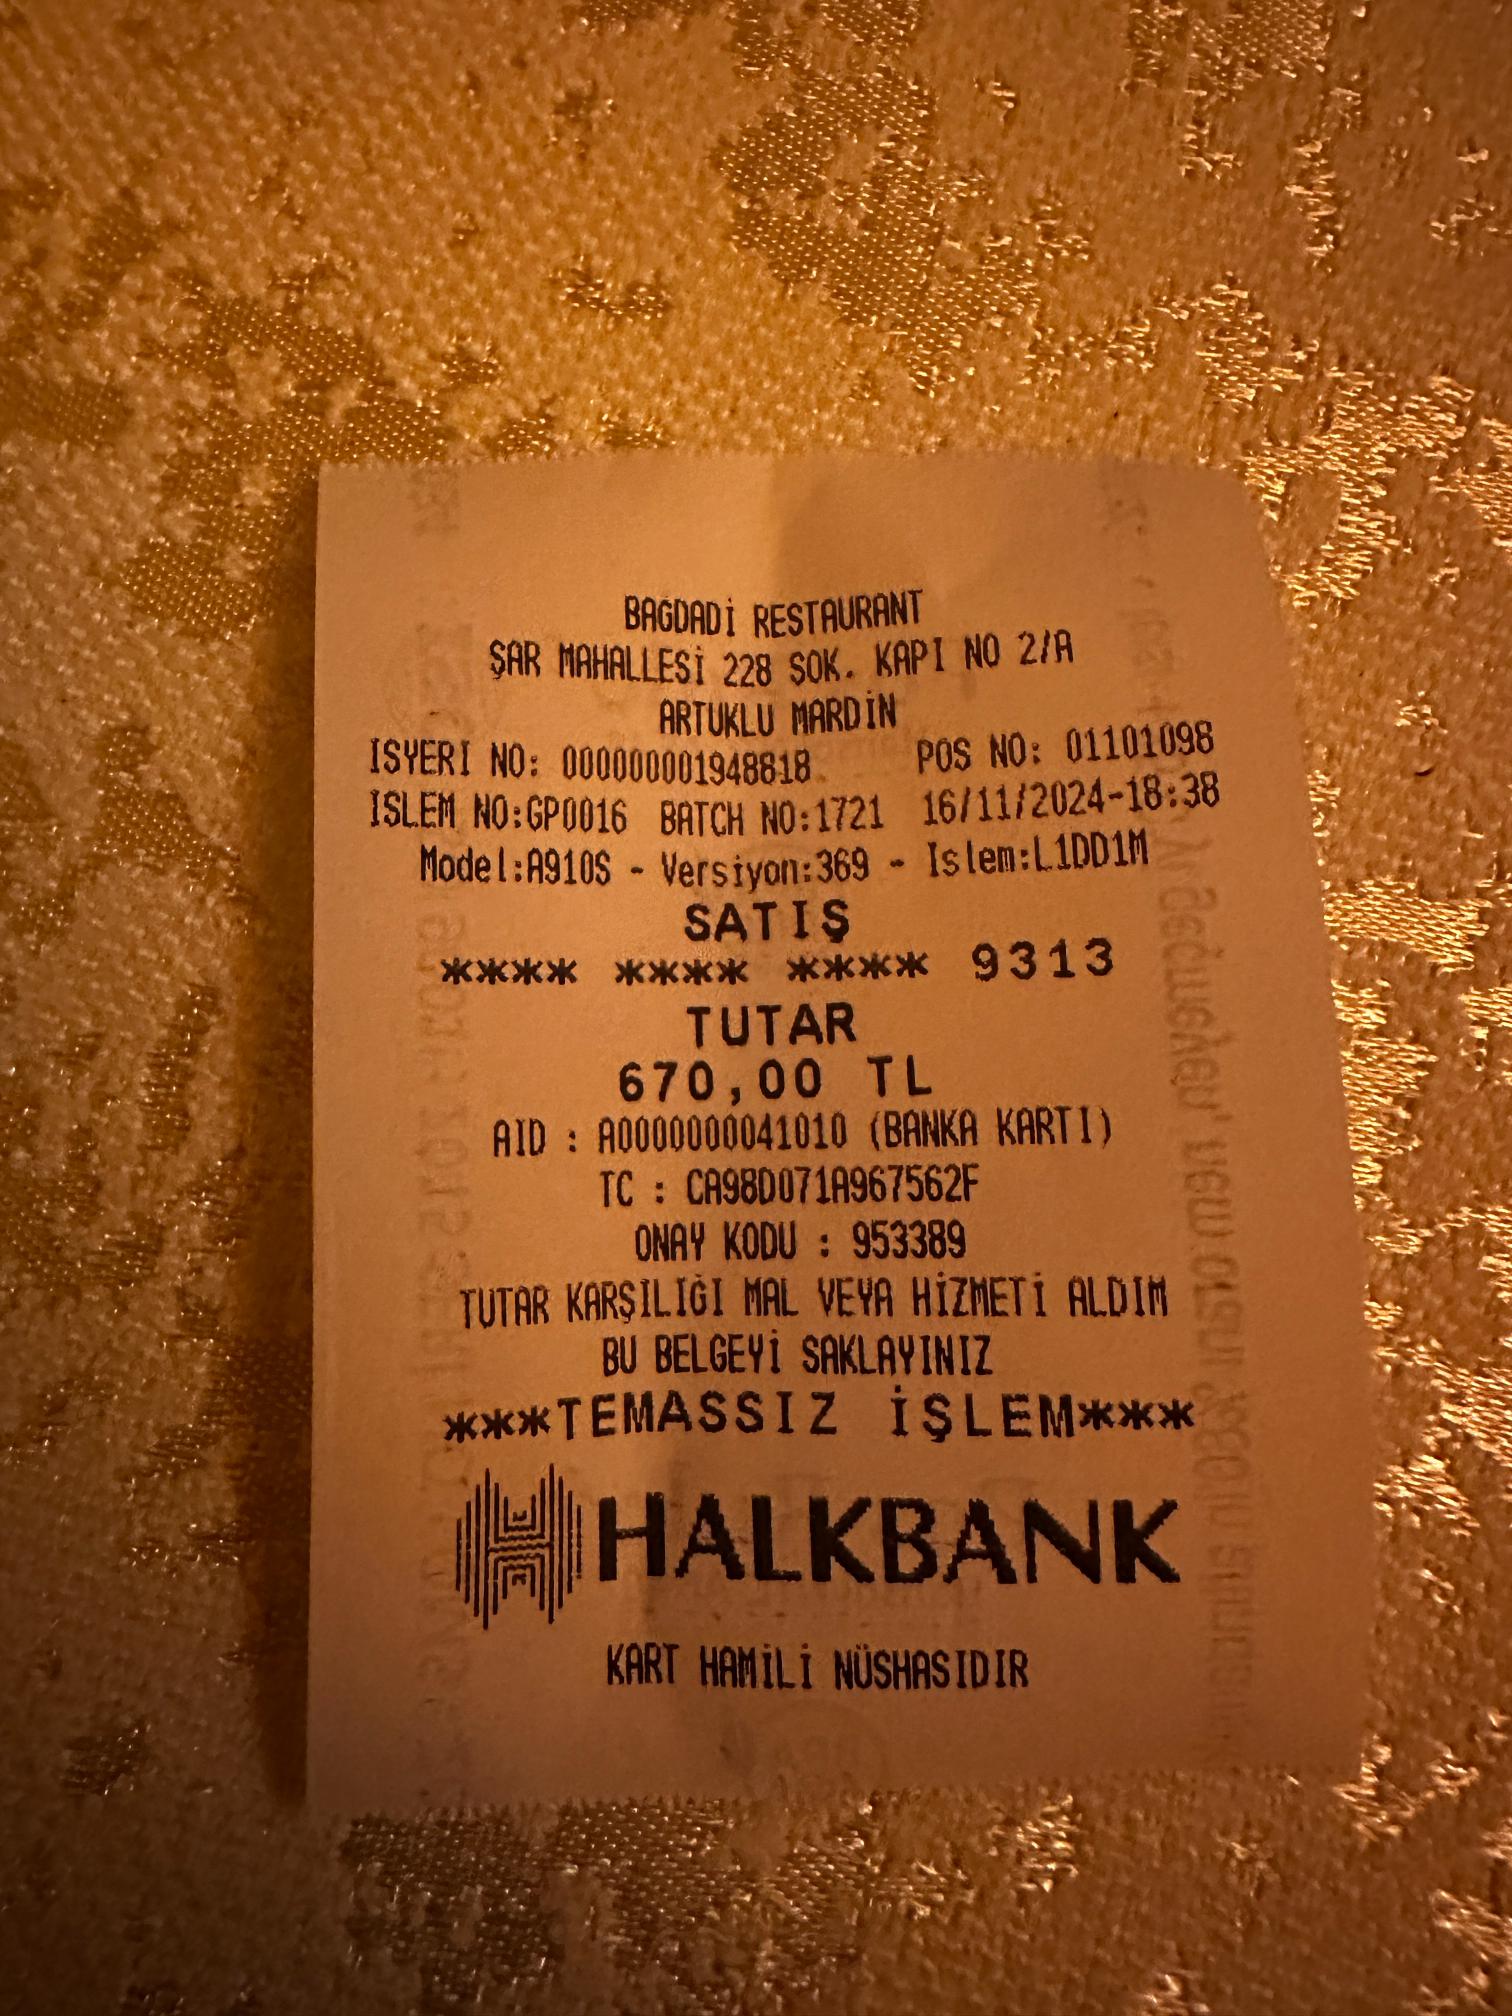 BAĞDADİ RESTAURANT
ŞAR MAHALLESİ 228 SOK. KAPI NO 2/A
ARTUKLU MARDİN
ISYERI NO: 000000001948818 POS NO: 01101098
ISLEM NO:GP0016 BATCH NO:1721 16/11/2024-18:38
Model:A910S - Versiyon:369 - Islem:L1DD1M
SATIŞ
**** **** **** 9313
TUTAR
670,00 TL
AID : A0000000041010 (BANKA KARTI)
TC : CA98D071A967562F
ONAY KODU : 953389
TUTAR KARŞILIĞI MAL VEYA HİZMETİ ALDIM
BU BELGEYİ SAKLAYINIZ
***TEMASSIZ İŞLEM***
HALKBANK
KART HAMİLİ NÜSHASIDIR